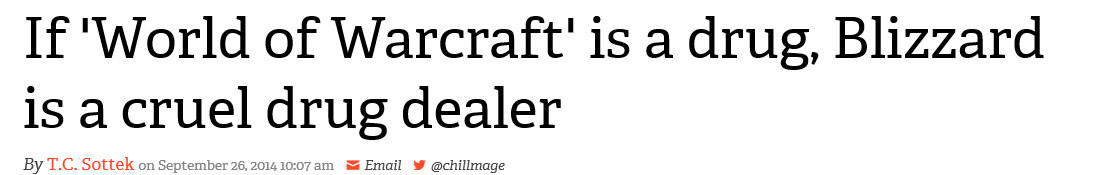 If 'World of Warcraft' is a drug, Blizzard
is a cruel drug dealer
By T.C. Sottek on September 26, 2014 10:07 am Email @chillmage